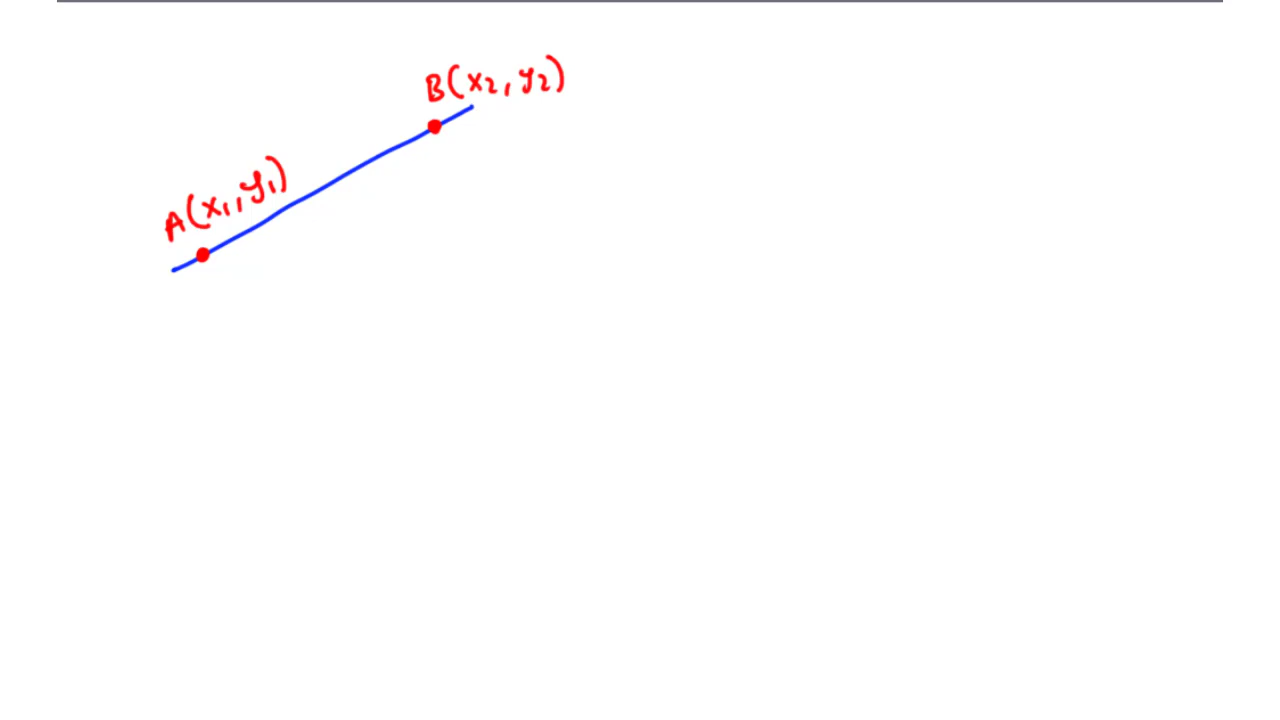 B(x2, y2)
A(x1, y1)